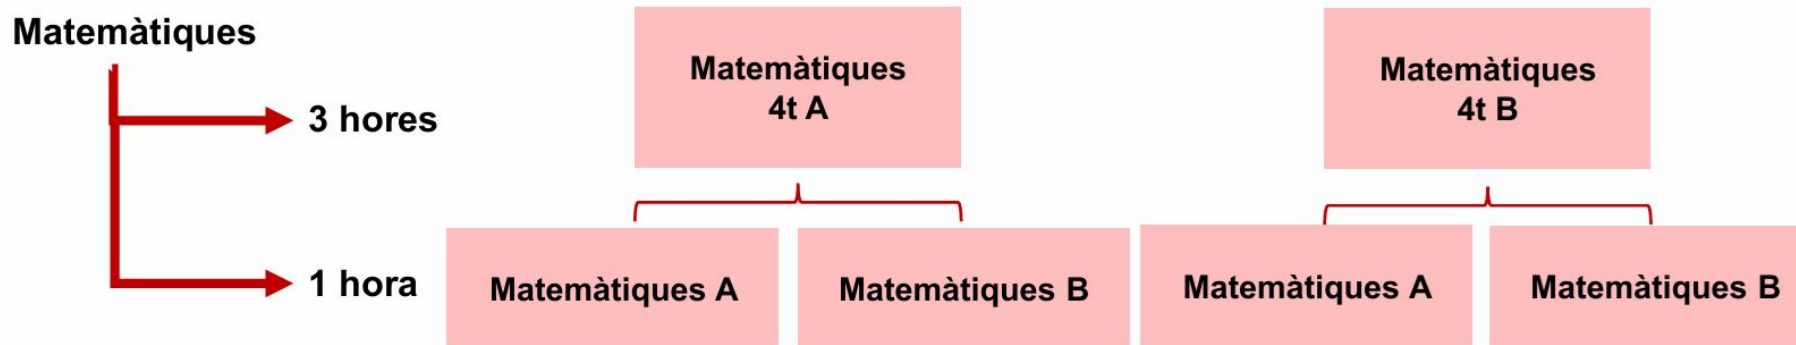 Matemàtiques
3 hores
1 hora
Matemàtiques
4t A
Matemàtiques
4t B
Matemàtiques A
Matemàtiques B
Matemàtiques A
Matemàtiques B